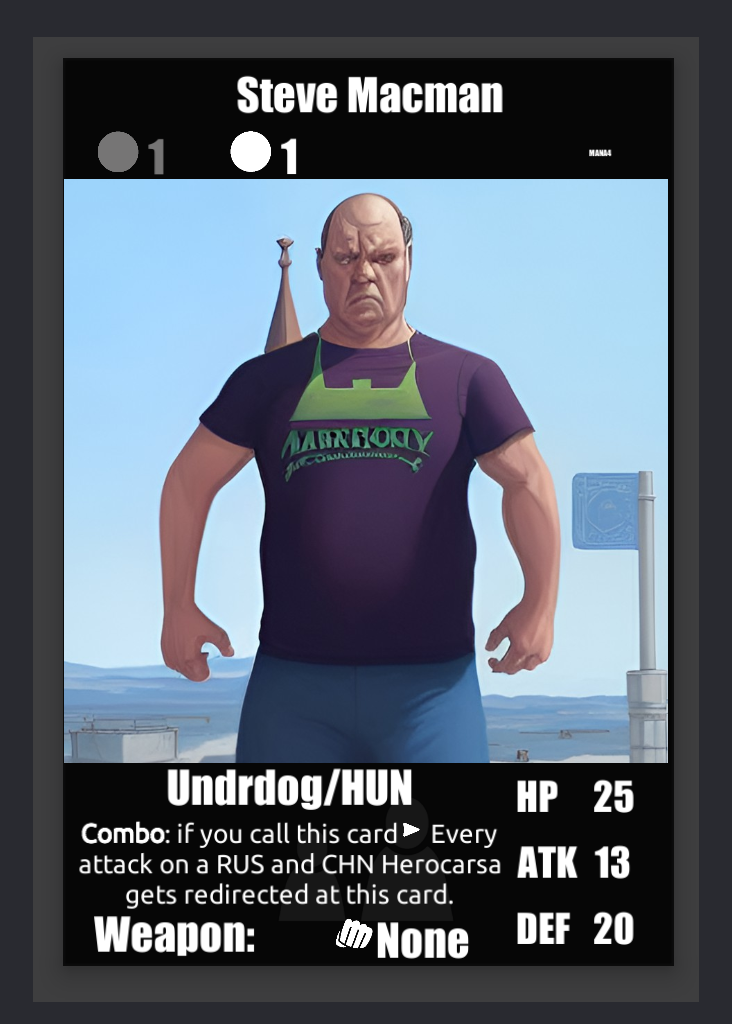 Steve Macman
1 1 MANA4
Undrdog/HUN
Combo: if you call this card ▶ Every
attack on a RUS and CHN Herocarsa
gets redirected at this card.
Weapon: None
HP 25
ATK 13
DEF 20